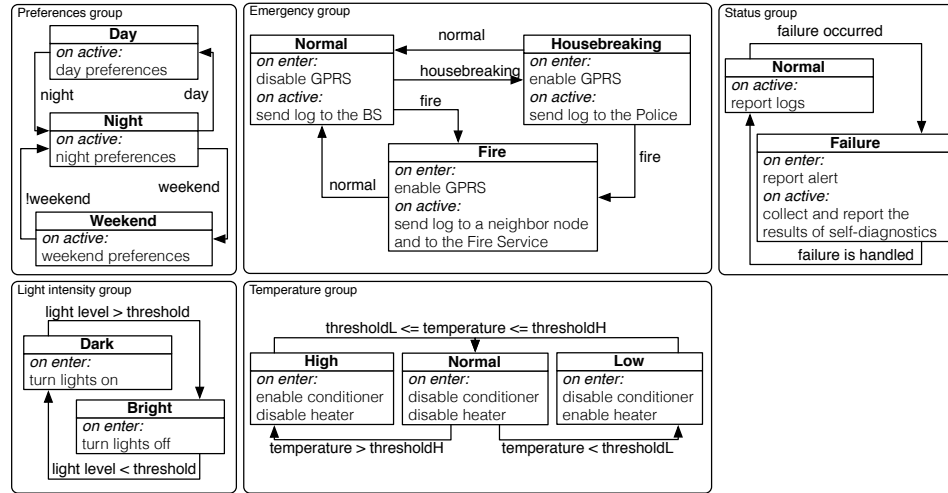 Preferences group
Day
on active:
day preferences
night
day
Night
on active:
night preferences
!weekend
weekend
Weekend
on active:
weekend preferences
Emergency group
Normal
on enter:
disable GPRS
on active:
send log to the BS
normal
housebreaking
fire
Housebreaking
on enter:
enable GPRS
on active:
send log to the Police
normal
fire
Fire
on enter:
enable GPRS
on active:
send log to a neighbor node
and to the Fire Service
Status group
failure occurred
Normal
on active:
report logs
Failure
on enter:
report alert
on active:
collect and report the
results of self-diagnostics
failure is handled
Light intensity group
light level > threshold
Dark
on enter:
turn lights on
Bright
on enter:
turn lights off
light level < threshold
Temperature group
thresholdL <= temperature <= thresholdH
High
on enter:
enable conditioner
disable heater
Normal
on enter:
disable conditioner
disable heater
Low
on enter:
disable conditioner
enable heater
temperature > thresholdH
temperature < thresholdL